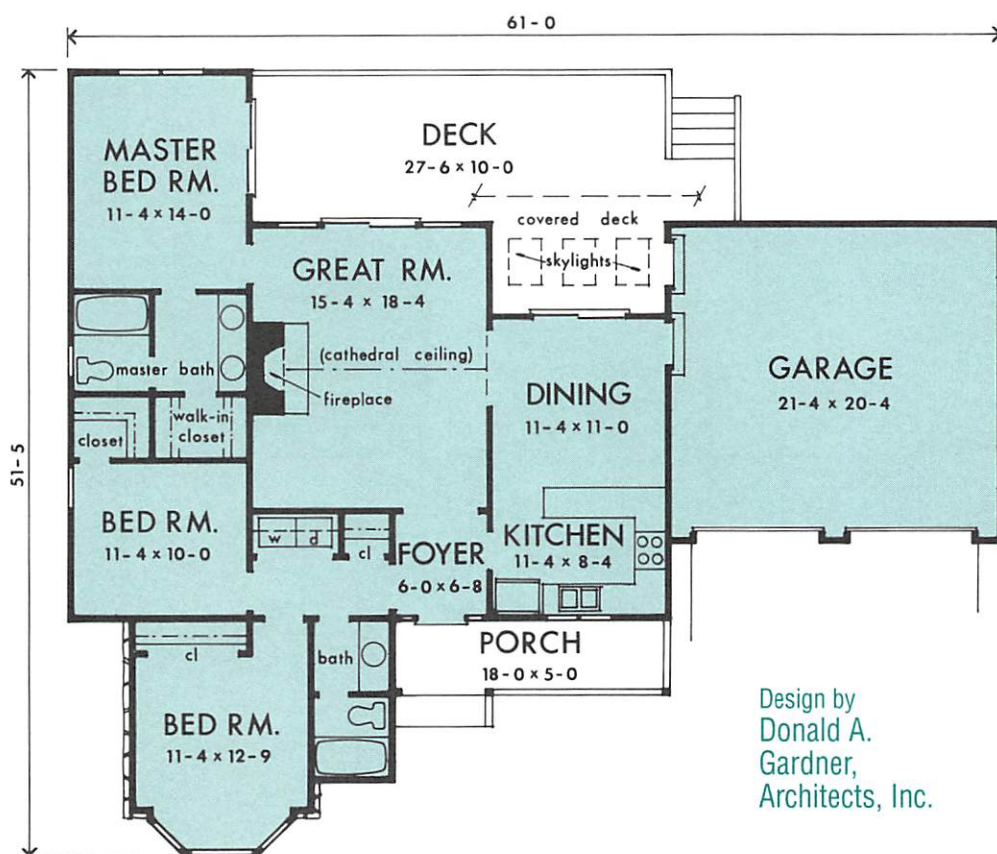 61-0
DECK
27-6 × 10-0
MASTER
BED RM.
11-4 × 14-0
covered deck
skylights
GREAT RM.
15-4 × 18-4
(cathedral ceiling)
fireplace
master bath
walk-in
closet
closet
DINING
11-4 × 11-0
GARAGE
21-4 × 20-4
51-5
BED RM.
11-4 × 10-0
w d
cl
FOYER
6-0 × 6-8
KITCHEN
11-4 × 8-4
PORCH
18-0 × 5-0
cl
bath
BED RM.
11-4 × 12-9
Design by
Donald A.
Gardner,
Architects, Inc.